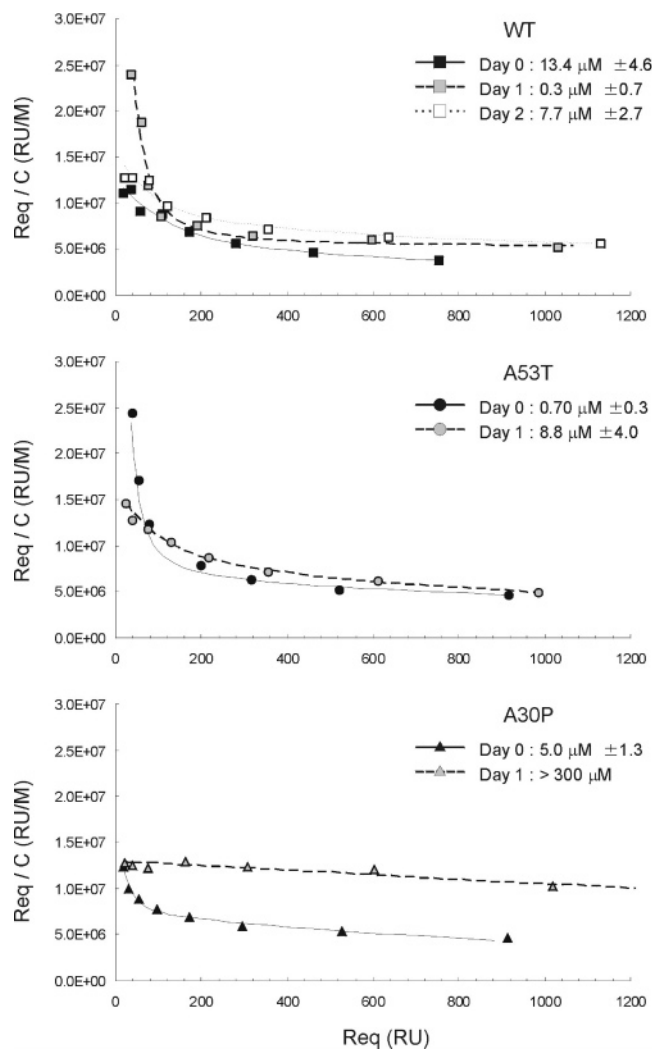 WT
Day 0 : 13.4 μM ±4.6
Day 1 : 0.3 μM ±0.7
Day 2 : 7.7 μM ±2.7
Req / C (RU/M)
3.0E+07
2.5E+07
2.0E+07
1.5E+07
1.0E+07
5.0E+06
0.0E+00
0 200 400 600 800 1000 1200
A53T
Day 0 : 0.70 μM ±0.3
Day 1 : 8.8 μM ±4.0
Req / C (RU/M)
3.0E+07
2.5E+07
2.0E+07
1.5E+07
1.0E+07
5.0E+06
0.0E+00
0 200 400 600 800 1000 1200
A30P
Day 0 : 5.0 μM ±1.3
Day 1 : > 300 μM
Req / C (RU/M)
3.0E+07
2.5E+07
2.0E+07
1.5E+07
1.0E+07
5.0E+06
0.0E+00
0 200 400 600 800 1000 1200
Req (RU)